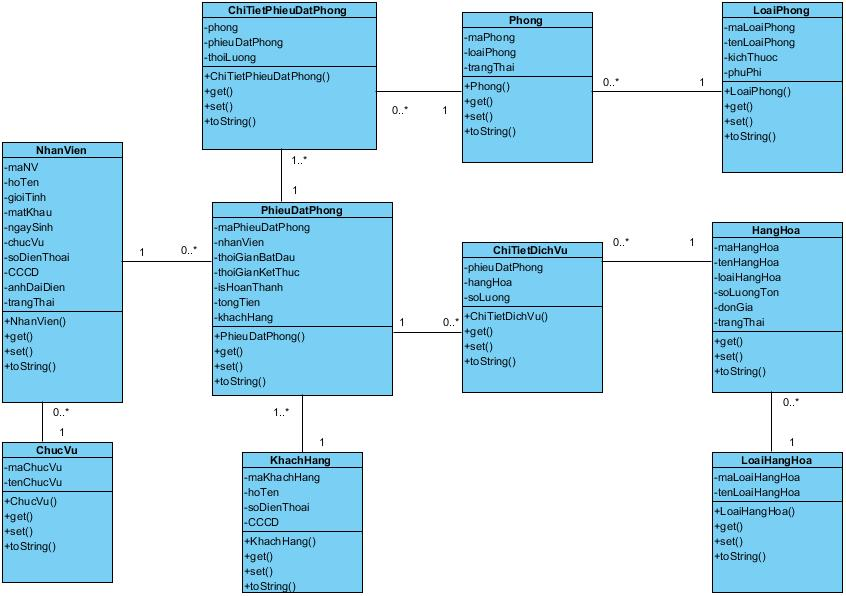 ChiTietPhieuDatPhong
-phong
-phieuDatPhong
-thoiLuong
+ChiTietPhieuDatPhong()
+get()
+set()
+toString()
0..*
1
Phong
-maPhong
-loaiPhong
-trangThai
+Phong()
+get()
+set()
+toString()
0..*
1
LoaiPhong
-maLoaiPhong
-tenLoaiPhong
-kichThuoc
-phuPhi
+LoaiPhong()
+get()
+set()
+toString()
1..*
1
NhanVien
-maNV
-hoTen
-gioiTinh
-matKhau
-ngaySinh
-chucVu
-soDienThoai
-CCCD
-anhDaiDien
-trangThai
+NhanVien()
+get()
+set()
+toString()
1
0..*
PhieuDatPhong
-maPhieuDatPhong
-nhanVien
-thoiGianBatDau
-thoiGianKetThuc
-isHoanThanh
-tongTien
-khachHang
+PhieuDatPhong()
+get()
+set()
+toString()
1
0..*
ChiTietDichVu
-phieuDatPhong
-hangHoa
-soLuong
+ChiTietDichVu()
+get()
+set()
+toString()
0..*
1
HangHoa
-maHangHoa
-tenHangHoa
-loaiHangHoa
-soLuongTon
-donGia
-trangThai
+get()
+set()
+toString()
0..*
1
ChucVu
-maChucVu
-tenChucVu
+ChucVu()
+get()
+set()
+toString()
1..*
1
KhachHang
-maKhachHang
-hoTen
-soDienThoai
-CCCD
+KhachHang()
+get()
+set()
+toString()
0..*
1
LoaiHangHoa
-maLoaiHangHoa
-tenLoaiHangHoa
+LoaiHangHoa()
+get()
+set()
+toString()